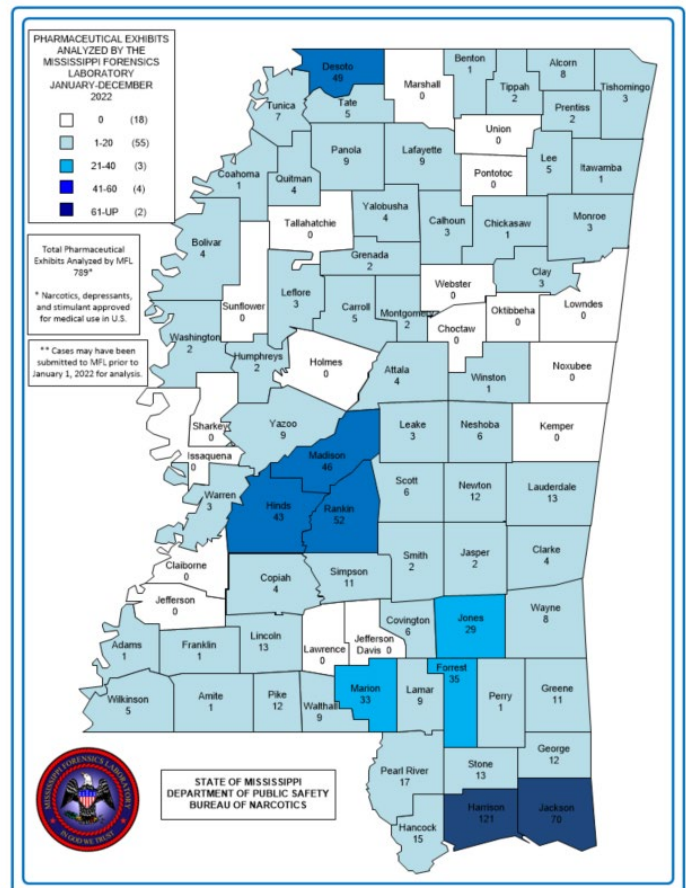 PHARMACEUTICAL EXHIBITS
ANALYZED BY THE
MISSISSIPPI FORENSICS
LABORATORY
JANUARY-DECEMBER
2022
0 (18)
1-20 (55)
21-40 (3)
41-60 (4)
61-UP (2)
Total Pharmaceutical
Exhibits Analyzed by MFL
789*
* Narcotics, depressants,
and stimulant approved
for medical use in U.S.
** Cases may have been
submitted to MFL prior to
January 1, 2022 for analysis.
Desoto
49
Marshall
0
Benton
1
Alcorn
8
Tippah
2
Tishomingo
3
Tunica
7
Tate
5
Prentiss
2
Union
0
Panola
9
Lafayette
9
Pontotoc
0
Lee
5
Itawamba
1
Coahoma
1
Quitman
4
Yalobusha
4
Tallahatchie
0
Calhoun
3
Chickasaw
1
Monroe
3
Bolivar
4
Grenada
2
Sunflower
0
Leflore
3
Carroll
5
Montgomery
2
Webster
0
Clay
3
Choctaw
0
Oktibbeha
0
Lowndes
0
Washington
2
Humphreys
2
Holmes
0
Attala
4
Winston
1
Noxubee
0
Sharkey
0
Issaquena
0
Yazoo
9
Madison
46
Leake
3
Neshoba
6
Kemper
0
Warren
3
Hinds
43
Rankin
52
Scott
6
Newton
12
Lauderdale
13
Claiborne
0
Copiah
4
Simpson
11
Smith
2
Jasper
2
Clarke
4
Jefferson
0
Adams
1
Franklin
1
Lincoln
13
Lawrence
0
Jefferson
Davis 0
Covington
6
Jones
29
Wayne
8
Wilkinson
5
Amite
1
Pike
12
Walthall
9
Marion
33
Lamar
9
Forrest
35
Perry
1
Greene
11
Pearl River
17
Stone
13
George
12
Hancock
15
Harrison
121
Jackson
70
MISSISSIPPI FORENSICS LABORATORY
IN GOD WE TRUST
STATE OF MISSISSIPPI
DEPARTMENT OF PUBLIC SAFETY
BUREAU OF NARCOTICS